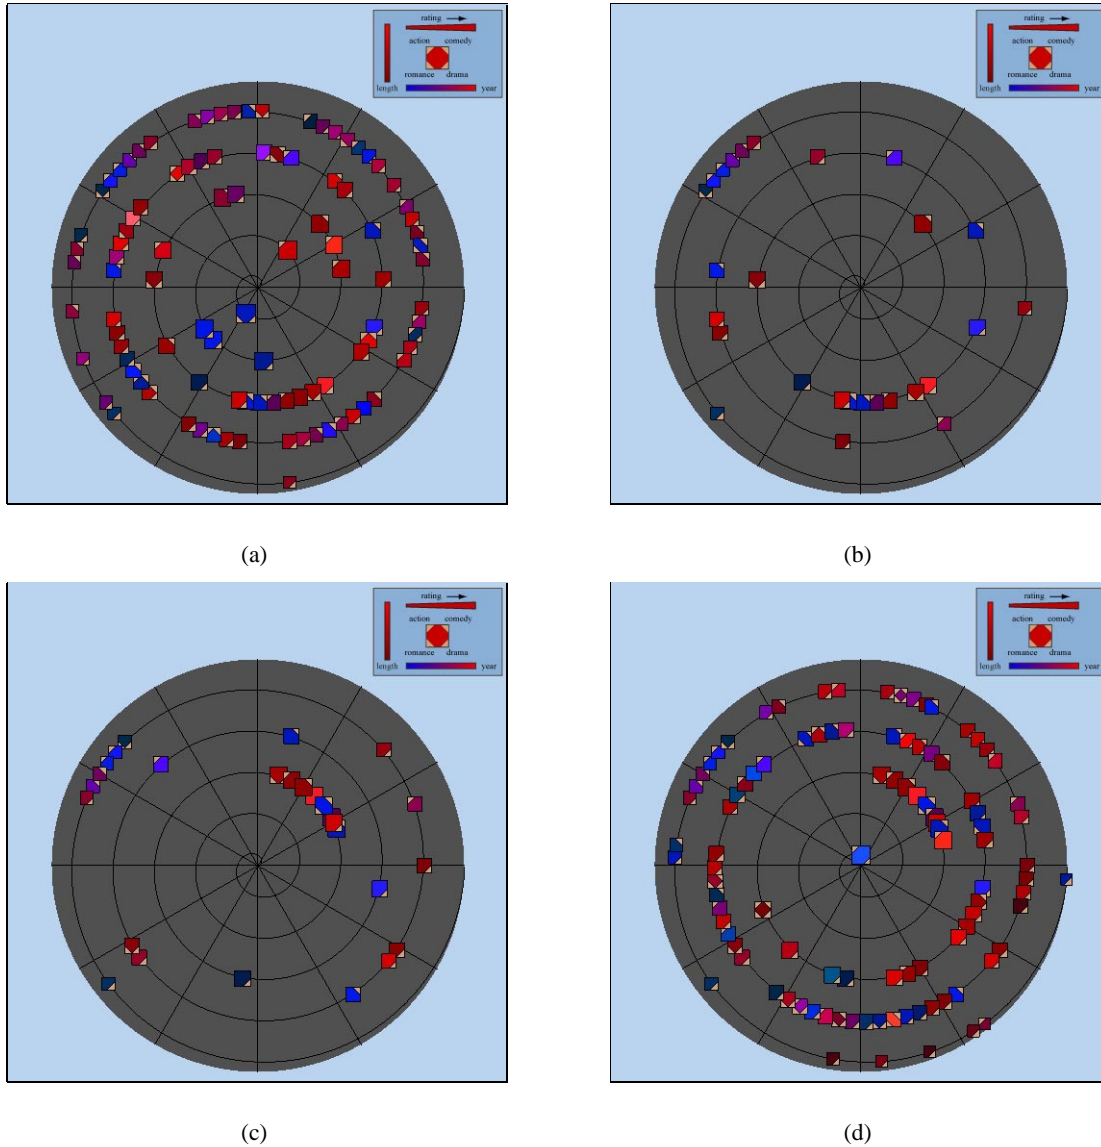 rating
action comedy
romance drama
length year
rating
action comedy
romance drama
length year
(a)
(b)
rating
action comedy
romance drama
length year
rating
action comedy
romance drama
length year
(c)
(d)